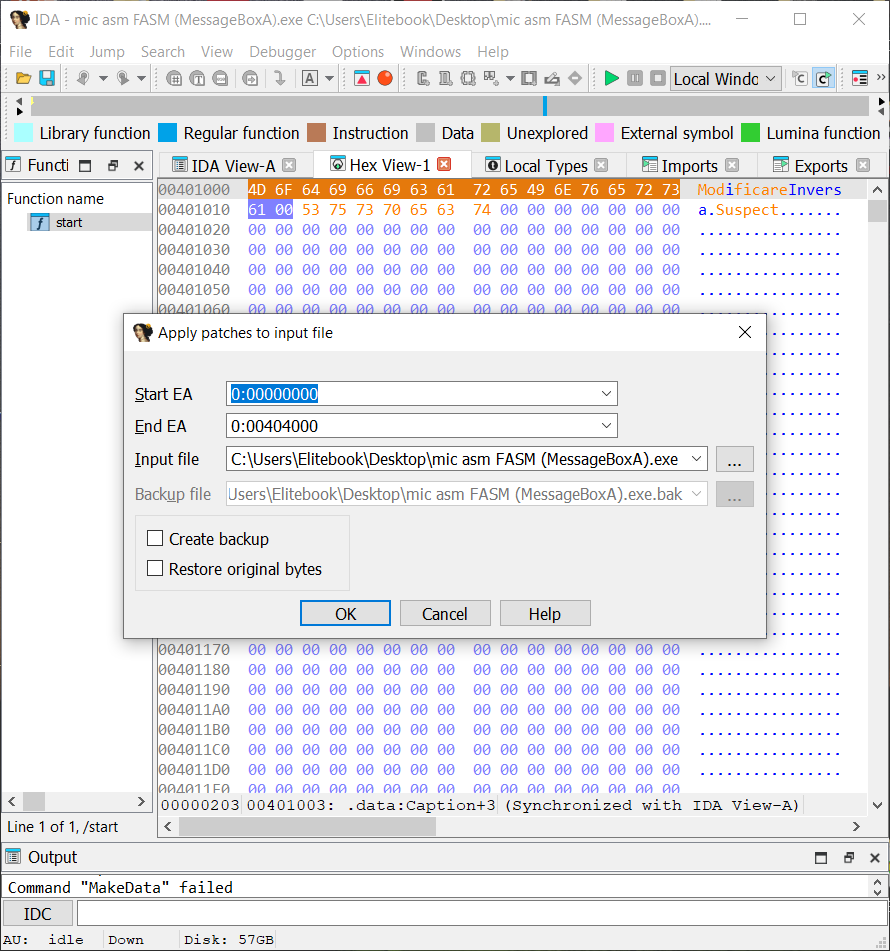 IDA - mic asm FASM (MessageBoxA).exe C:\Users\Elitebook\Desktop\mic asm FASM (MessageBoxA)....
File Edit Jump Search View Debugger Options Windows Help
Local Windo
Library function Regular function Instruction Data Unexplored External symbol Lumina function
Functi
IDA View-A Hex View-1 Local Types Imports Exports
Function name
start
00401000 4D 6F 64 69 66 69 63 61 72 65 49 6E 76 65 72 73 ModificareInvers
00401010 61 00 53 75 73 70 65 63 74 00 00 00 00 00 00 00 a.Suspect.......
00401020 00 00 00 00 00 00 00 00 00 00 00 00 00 00 00 00 ................
00401030 00 00 00 00 00 00 00 00 00 00 00 00 00 00 00 00 ................
00401040 00 00 00 00 00 00 00 00 00 00 00 00 00 00 00 00 ................
00401050 00 00 00 00 00 00 00 00 00 00 00 00 00 00 00 00 ................
Apply patches to input file
Start EA 0:00000000
End EA 0:00404000
Input file C:\Users\Elitebook\Desktop\mic asm FASM (MessageBoxA).exe ...
Backup file Users\Elitebook\Desktop\mic asm FASM (MessageBoxA).exe.bak ...
Create backup
Restore original bytes
OK Cancel Help
00401170 00 00 00 00 00 00 00 00 00 00 00 00 00 00 00 00 ................
00401180 00 00 00 00 00 00 00 00 00 00 00 00 00 00 00 00 ................
00401190 00 00 00 00 00 00 00 00 00 00 00 00 00 00 00 00 ................
004011A0 00 00 00 00 00 00 00 00 00 00 00 00 00 00 00 00 ................
004011B0 00 00 00 00 00 00 00 00 00 00 00 00 00 00 00 00 ................
004011C0 00 00 00 00 00 00 00 00 00 00 00 00 00 00 00 00 ................
004011D0 00 00 00 00 00 00 00 00 00 00 00 00 00 00 00 00 ................
004011E0 00 00 00 00 00 00 00 00 00 00 00 00 00 00 00 00
00000203 00401003: .data:Caption+3 (Synchronized with IDA View-A)
Line 1 of 1, /start
Output
Command "MakeData" failed
IDC
AU: idle Down Disk: 57GB